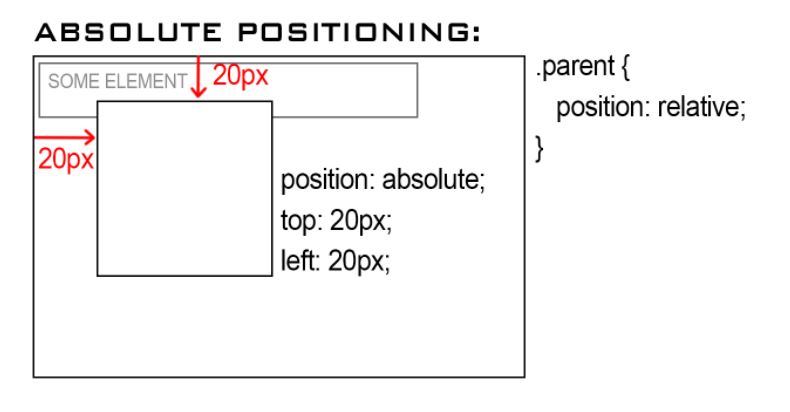 ABSOLUTE POSITIONING:
SOME ELEMENT
20px
20px
position: absolute;
top: 20px;
left: 20px;
.parent {
position: relative;
}